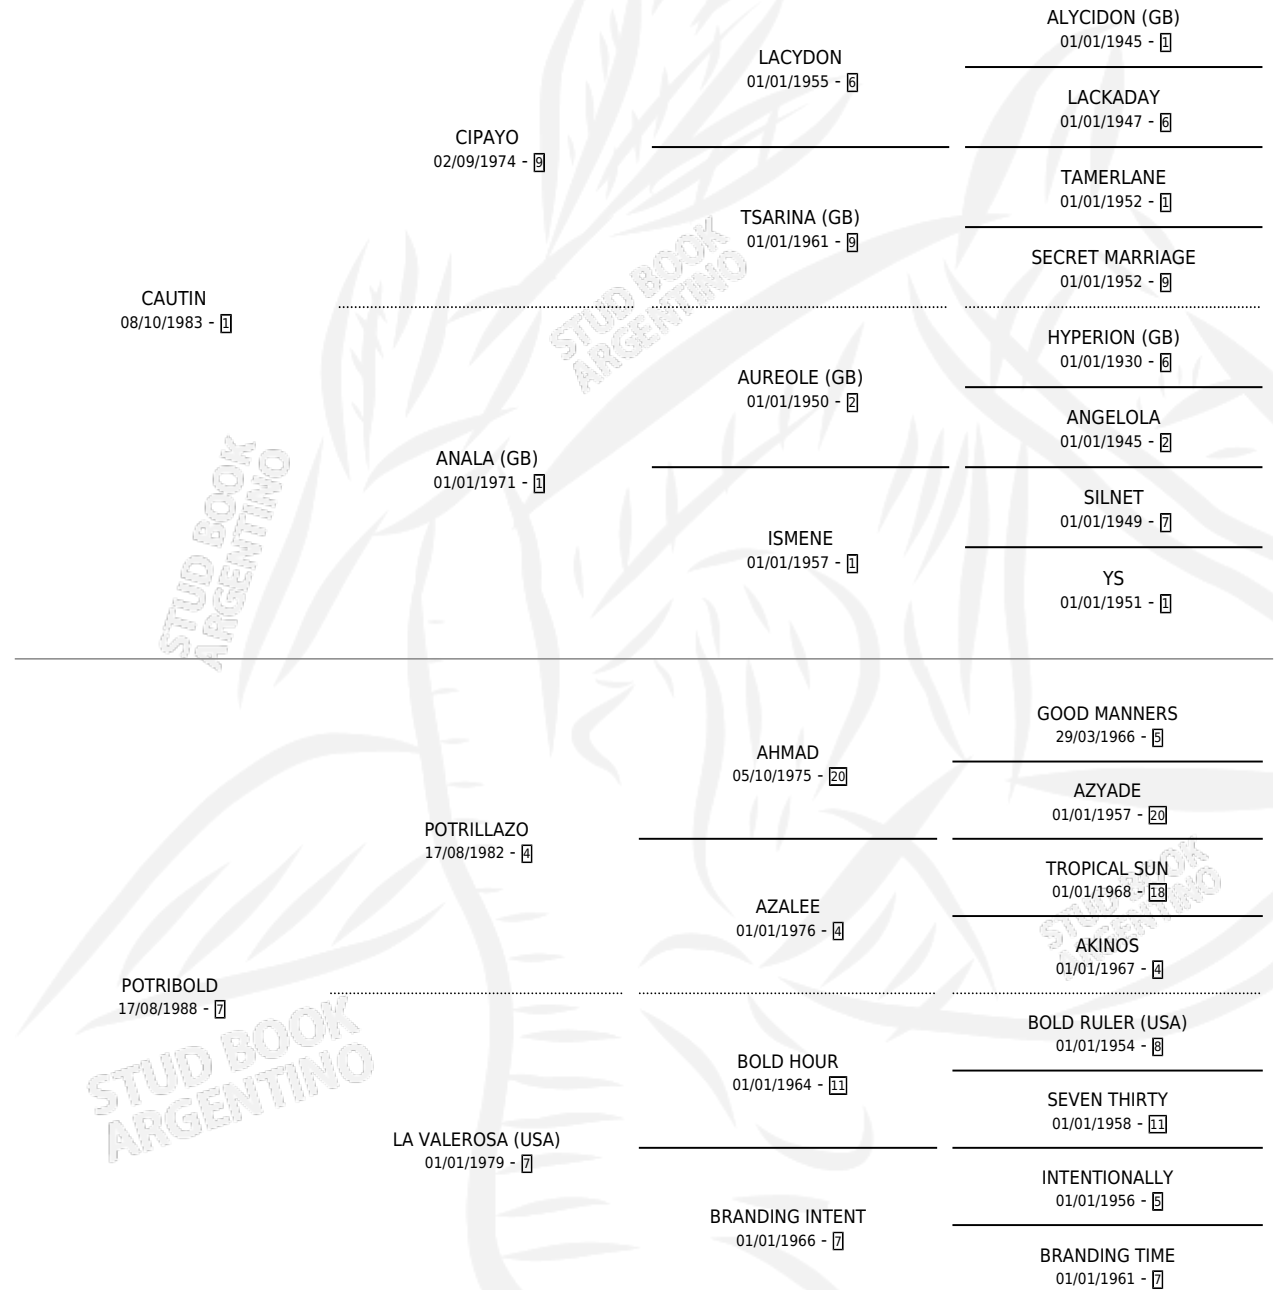 ALYCIDON (GB)
01/01/1945 - 1
LACYDON
01/01/1955 - 6
LACKADAY
01/01/1947 - 6
CIPAYO
02/09/1974 - 9
TAMERLANE
01/01/1952 - 1
TSARINA (GB)
01/01/1961 - 9
SECRET MARRIAGE
01/01/1952 - 9
CAUTIN
08/10/1983 - 1
HYPERION (GB)
01/01/1930 - 6
AUREOLE (GB)
01/01/1950 - 2
ANGELOLA
01/01/1945 - 2
ANALA (GB)
01/01/1971 - 1
SILNET
01/01/1949 - 7
ISMENE
01/01/1957 - 1
YS
01/01/1951 - 1
STUD BOOK
ARGENTINO
STUD BOOK
ARGENTINO
GOOD MANNERS
29/03/1966 - 5
AHMAD
05/10/1975 - 20
AZYADE
01/01/1957 - 20
POTRILLAZO
17/08/1982 - 4
TROPICAL SUN
01/01/1968 - 18
AZALEE
01/01/1976 - 4
AKINOS
01/01/1967 - 4
STUD BOOK
ARGENTINO
POTRIBOLD
17/08/1988 - 7
BOLD RULER (USA)
01/01/1954 - 8
BOLD HOUR
01/01/1964 - 11
SEVEN THIRTY
01/01/1958 - 11
LA VALEROSA (USA)
01/01/1979 - 7
INTENTIONALLY
01/01/1956 - 5
BRANDING INTENT
01/01/1966 - 7
BRANDING TIME
01/01/1961 - 7
STUD BOOK
ARGENTINO